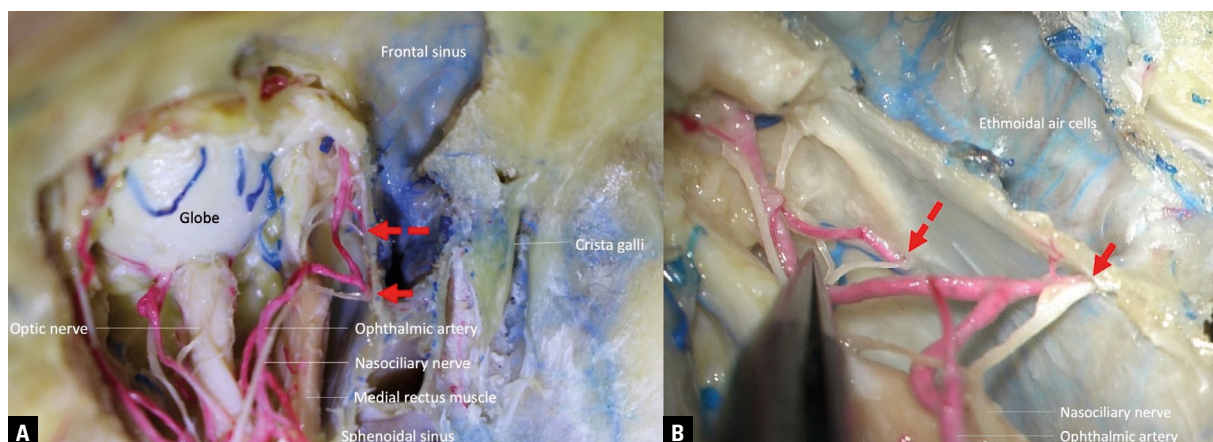 Frontal sinus
Globe
Crista galli
Optic nerve
Ophthalmic artery
Nasociliary nerve
Medial rectus muscle
Sphenoidal sinus
A
Ethmoidal air cells
Nasociliary nerve
Ophthalmic artery
B